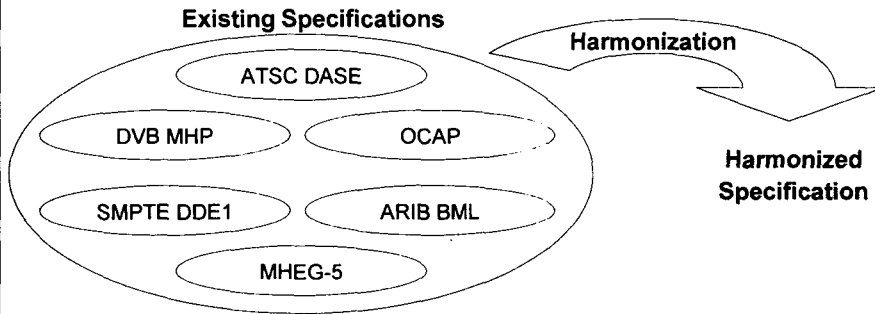 Existing Specifications
Harmonization
ATSC DASE
DVB MHP
OCAP
Harmonized
Specification
SMPTE DDE1
ARIB BML
MHEG-5